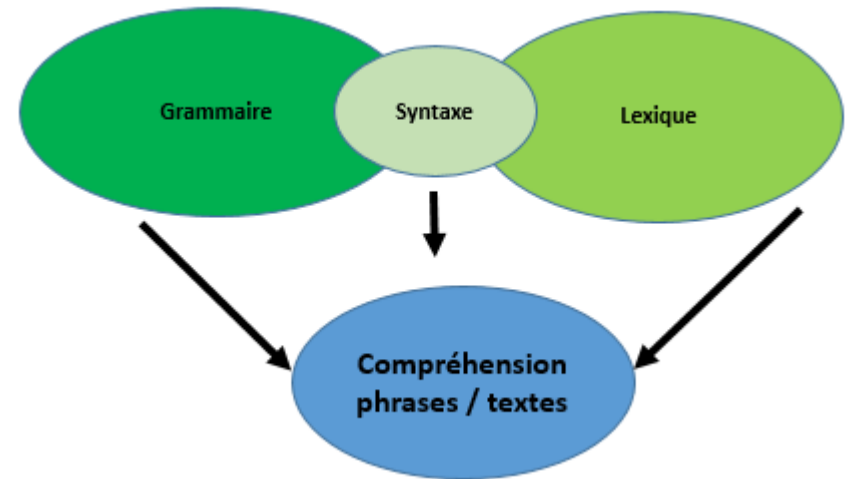 Grammaire
Syntaxe
Lexique
Compréhension
phrases / textes